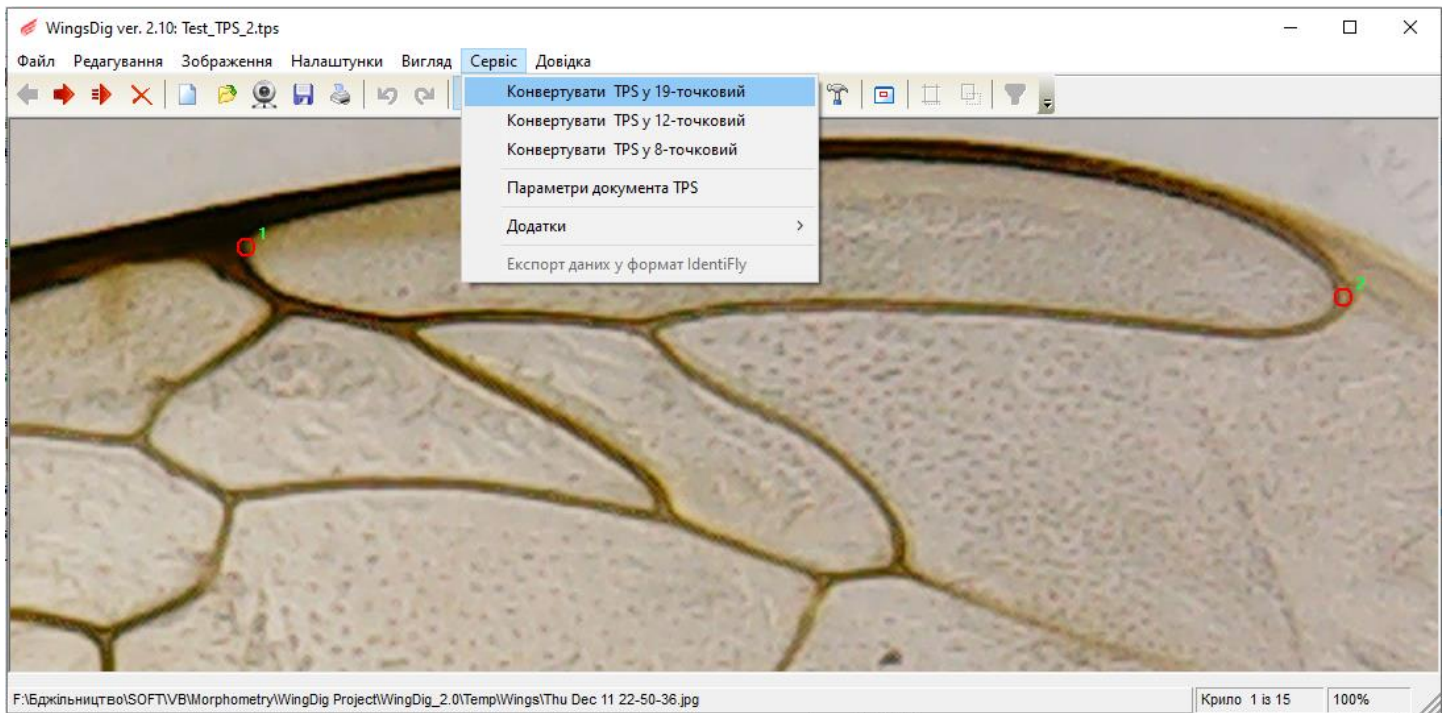 WingsDig ver. 2.10: Test_TPS_2.tps
Файл Редагування Зображення Налаштунки Вигляд Сервіс Довідка
Конвертувати TPS у 19-точковий
Конвертувати TPS у 12-точковий
Конвертувати TPS у 8-точковий
Параметри документа TPS
Додатки
Експорт даних у формат IdentiFly
1
2
F:\Бджільництво\SOFT\VB\Morphometry\WingDig Project\WingDig_2.0\Temp\Wings\Thu Dec 11 22-50-36.jpg Крило 1 із 15 100%